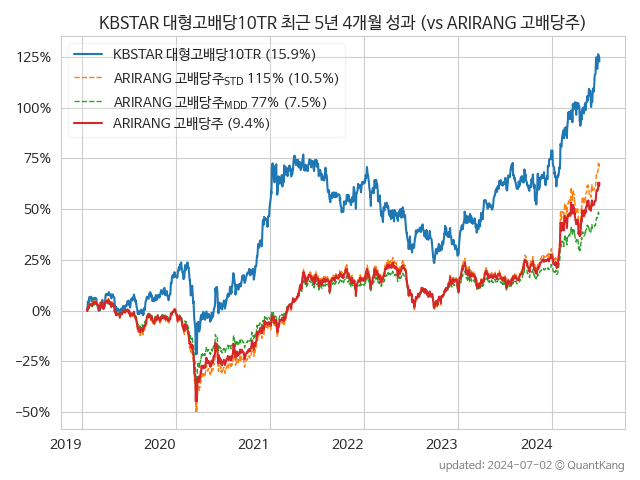 KBSTAR 대형고배당10TR 최근 5년 4개월 성과 (vs ARIRANG 고배당주)
KBSTAR 대형고배당10TR (15.9%)
ARIRANG 고배당주STD 115% (10.5%)
ARIRANG 고배당주MDD 77% (7.5%)
ARIRANG 고배당주 (9.4%)
125%
100%
75%
50%
25%
0%
−25%
−50%
2019 2020 2021 2022 2023 2024
updated: 2024-07-02 © QuantKang